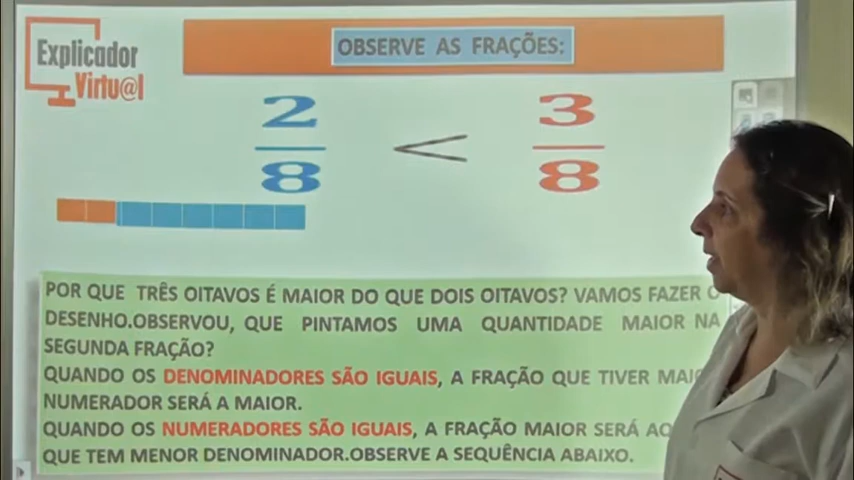 Explicador
Virtu@l
OBSERVE AS FRAÇÕES:
2 < 3
8 8
POR QUE TRÊS OITAVOS É MAIOR DO QUE DOIS OITAVOS? VAMOS FAZER O
DESENHO.OBSERVOU, QUE PINTAMOS UMA QUANTIDADE MAIOR NA
SEGUNDA FRAÇÃO?
QUANDO OS DENOMINADORES SÃO IGUAIS, A FRAÇÃO QUE TIVER
NUMERADOR SERÁ A MAIOR.
QUANDO OS NUMERADORES SÃO IGUAIS, A FRAÇÃO MAIOR SERÁ
QUE TEM MENOR DENOMINADOR.OBSERVE A SEQUÊNCIA ABAIXO.